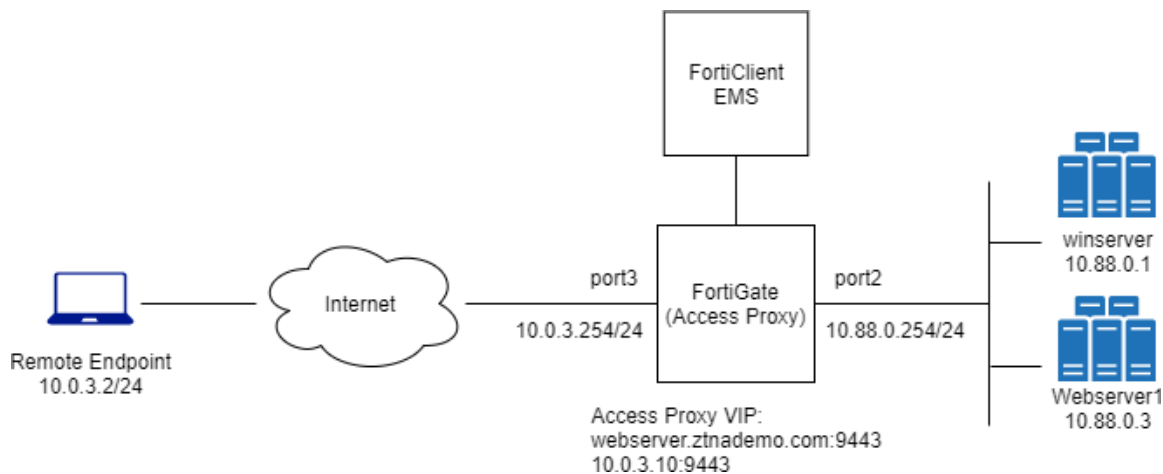 FortiClient
EMS
winserver
10.88.0.1
port3
port2
Internet
FortiGate
(Access Proxy)
10.0.3.254/24
10.88.0.254/24
Remote Endpoint
10.0.3.2/24
Webserver1
10.88.0.3
Access Proxy VIP:
webserver.ztnademo.com:9443
10.0.3.10:9443